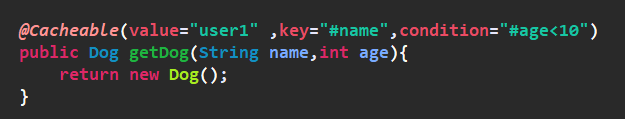 @Cacheable(value="user1" ,key="#name",condition="#age<10")
public Dog getDog(String name,int age){
    return new Dog();
}